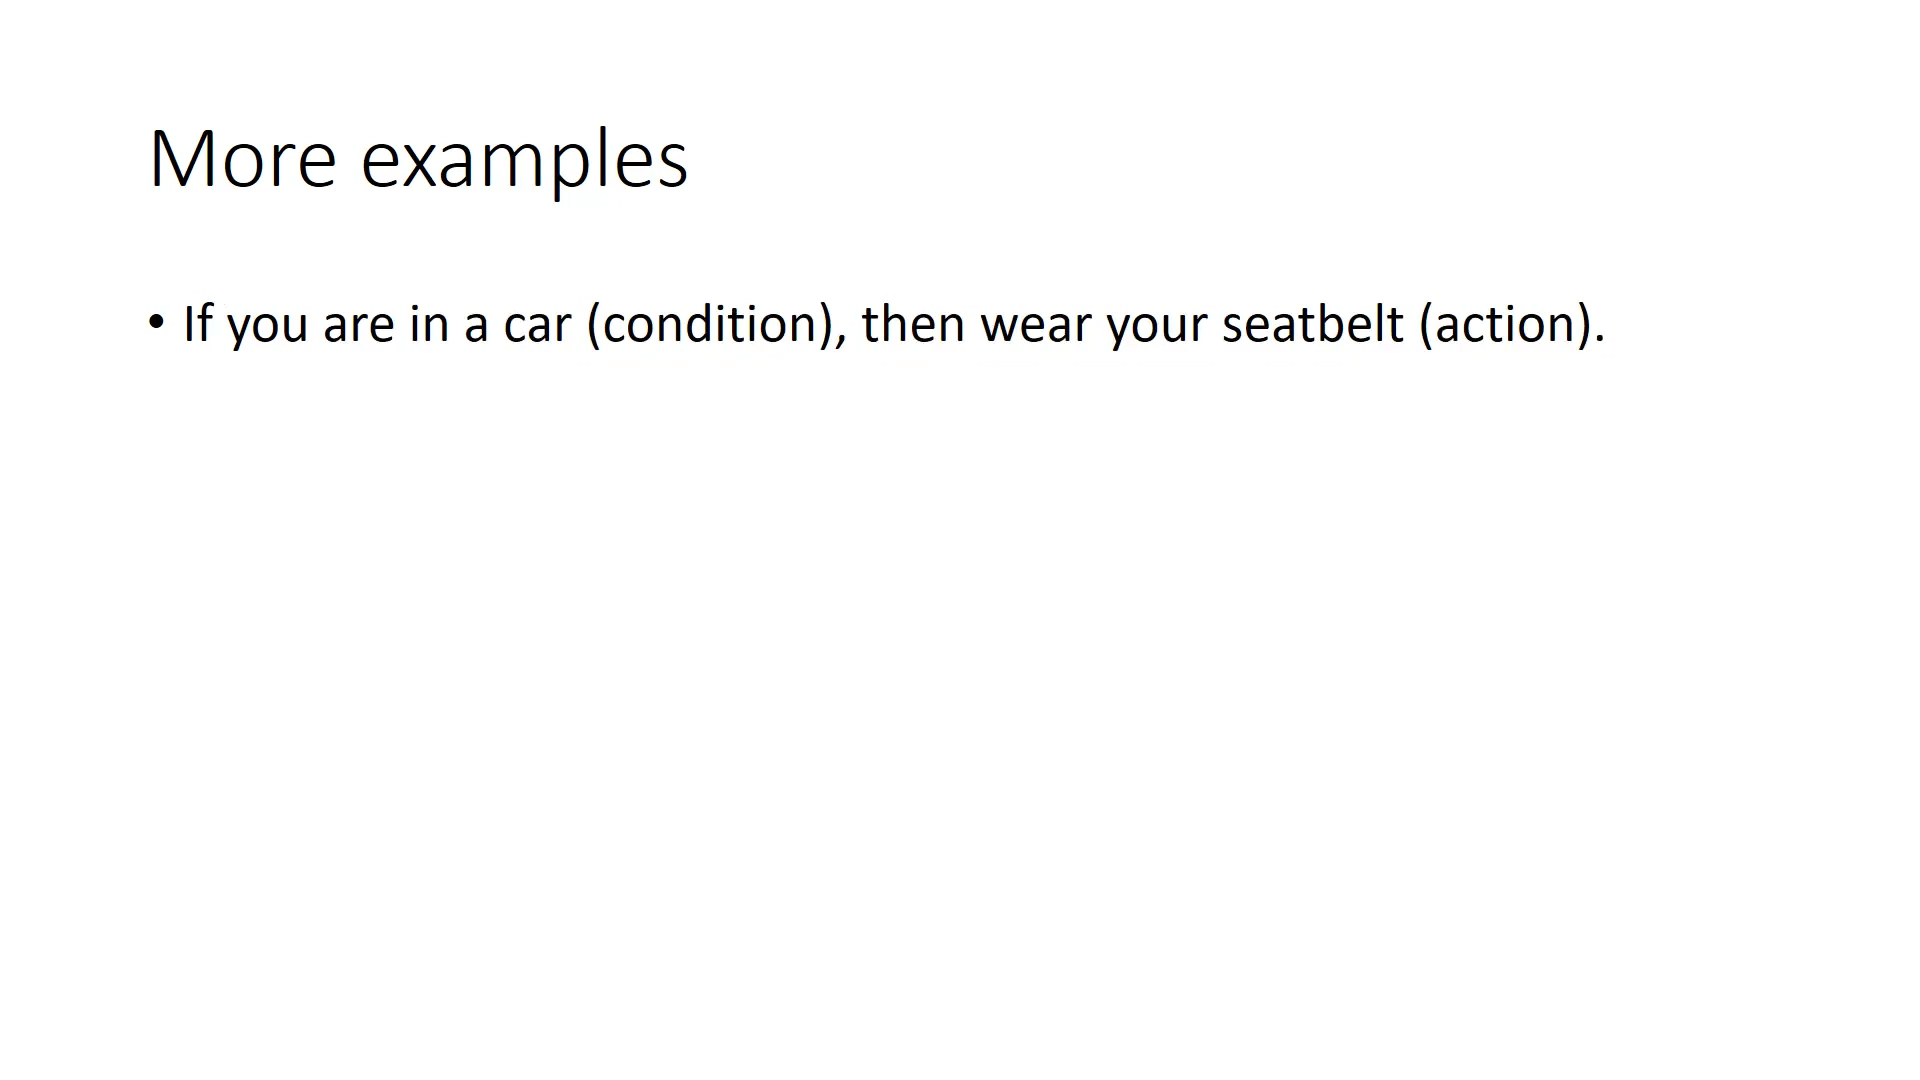 More examples
• If you are in a car (condition), then wear your seatbelt (action).